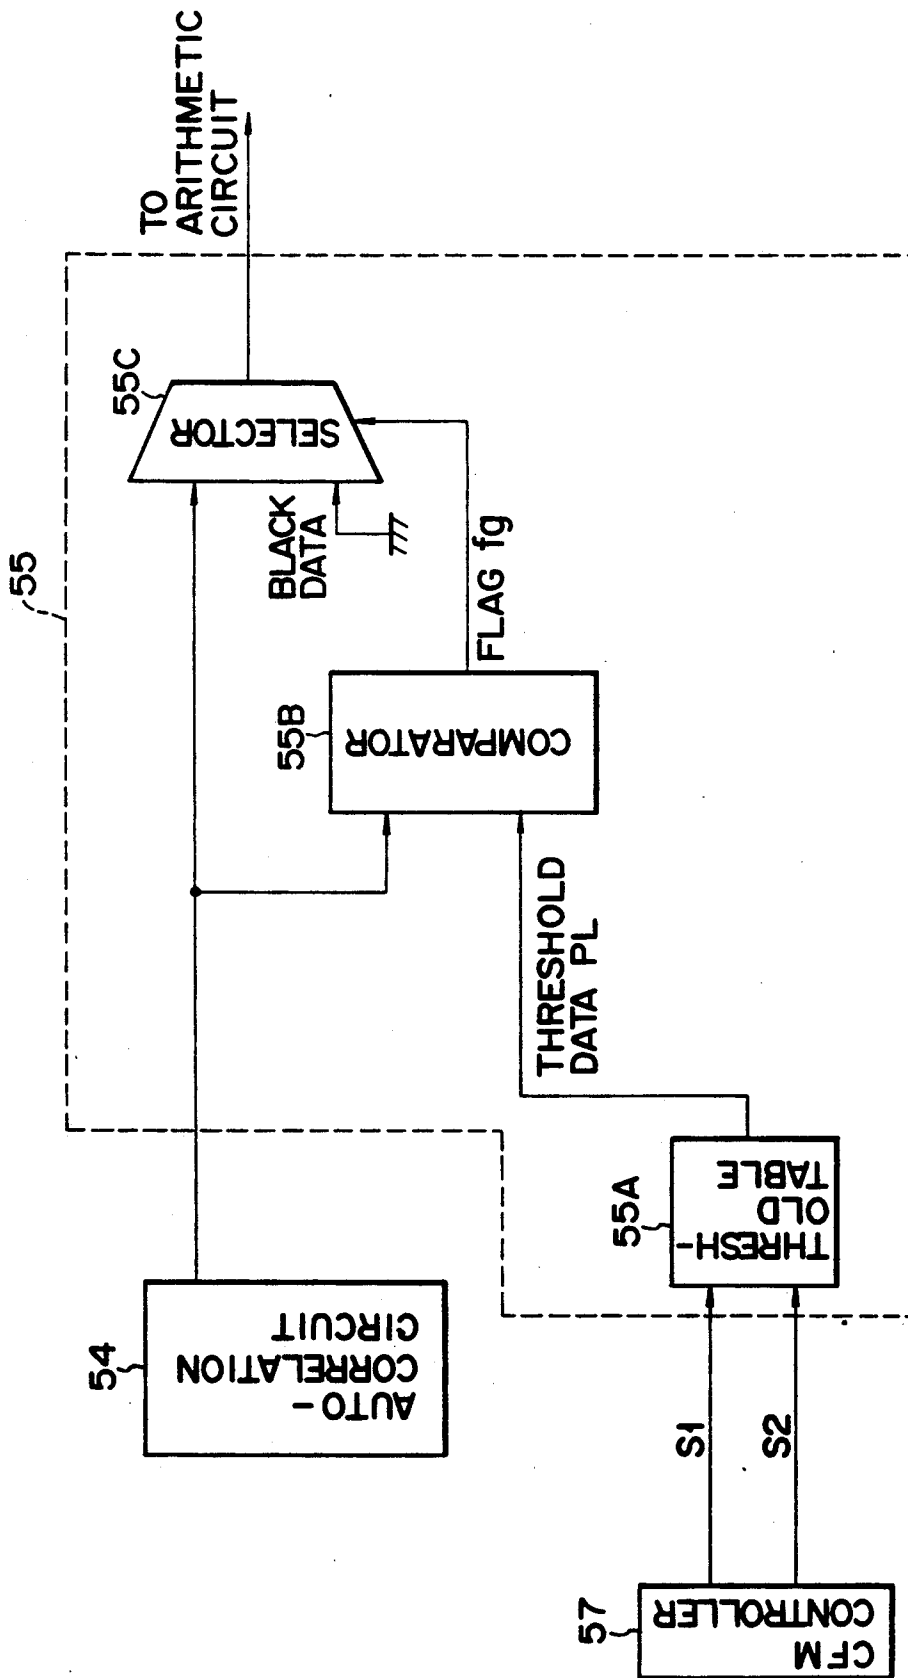 TO
ARITHMETIC
CIRCUIT
55
55C
SELECTOR
BLACK
DATA
FLAG fg
55B
COMPARATOR
THRESHOLD
DATA PL
55A
THRESH-
OLD
TABLE
54
AUTO-
CORRELATION
CIRCUIT
S1
S2
57
CFM
CONTROLLER